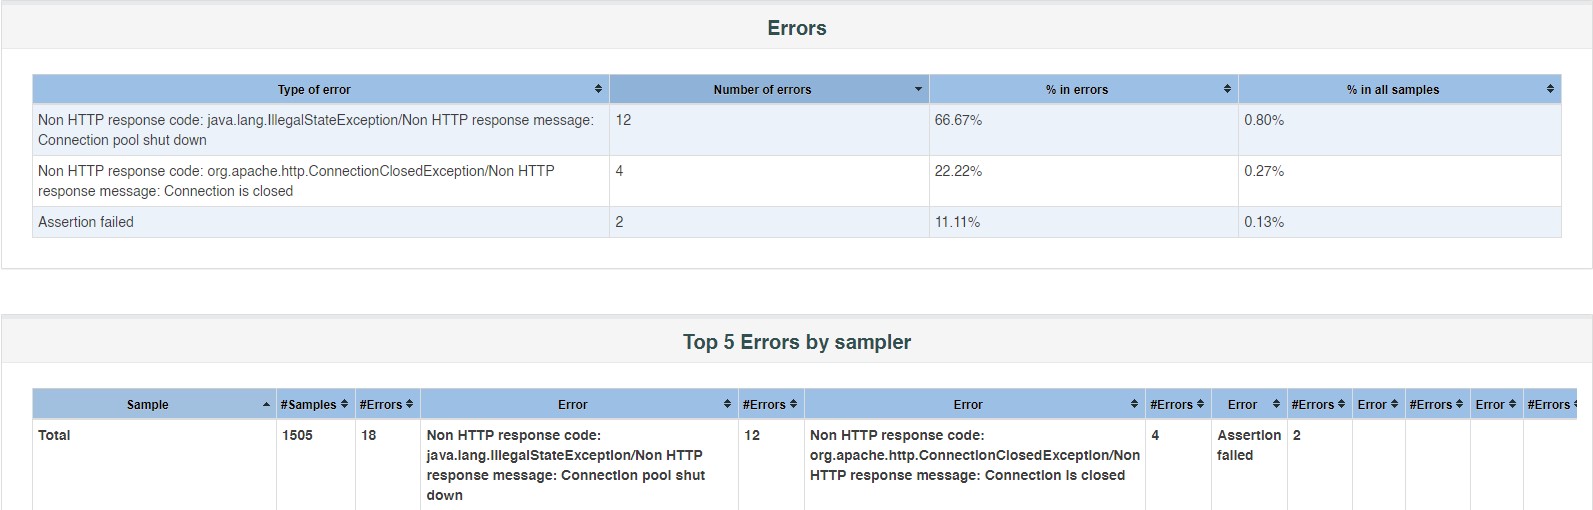 Errors
Type of error Number of errors % in errors % in all samples
Non HTTP response code: java.lang.IllegalStateException/Non HTTP response message: 12 66.67% 0.80%
Connection pool shut down
Non HTTP response code: org.apache.http.ConnectionClosedException/Non HTTP 4 22.22% 0.27%
response message: Connection is closed
Assertion failed 2 11.11% 0.13%
Top 5 Errors by sampler
Sample #Samples #Errors Error #Errors Error #Errors Error #Errors Error #Errors Error #Errors
Total 1505 18 Non HTTP response code: 12 Non HTTP response code: 4 Assertion 2
java.lang.IllegalStateException/Non HTTP org.apache.http.ConnectionClosedException/Non failed
response message: Connection pool shut HTTP response message: Connection is closed
down